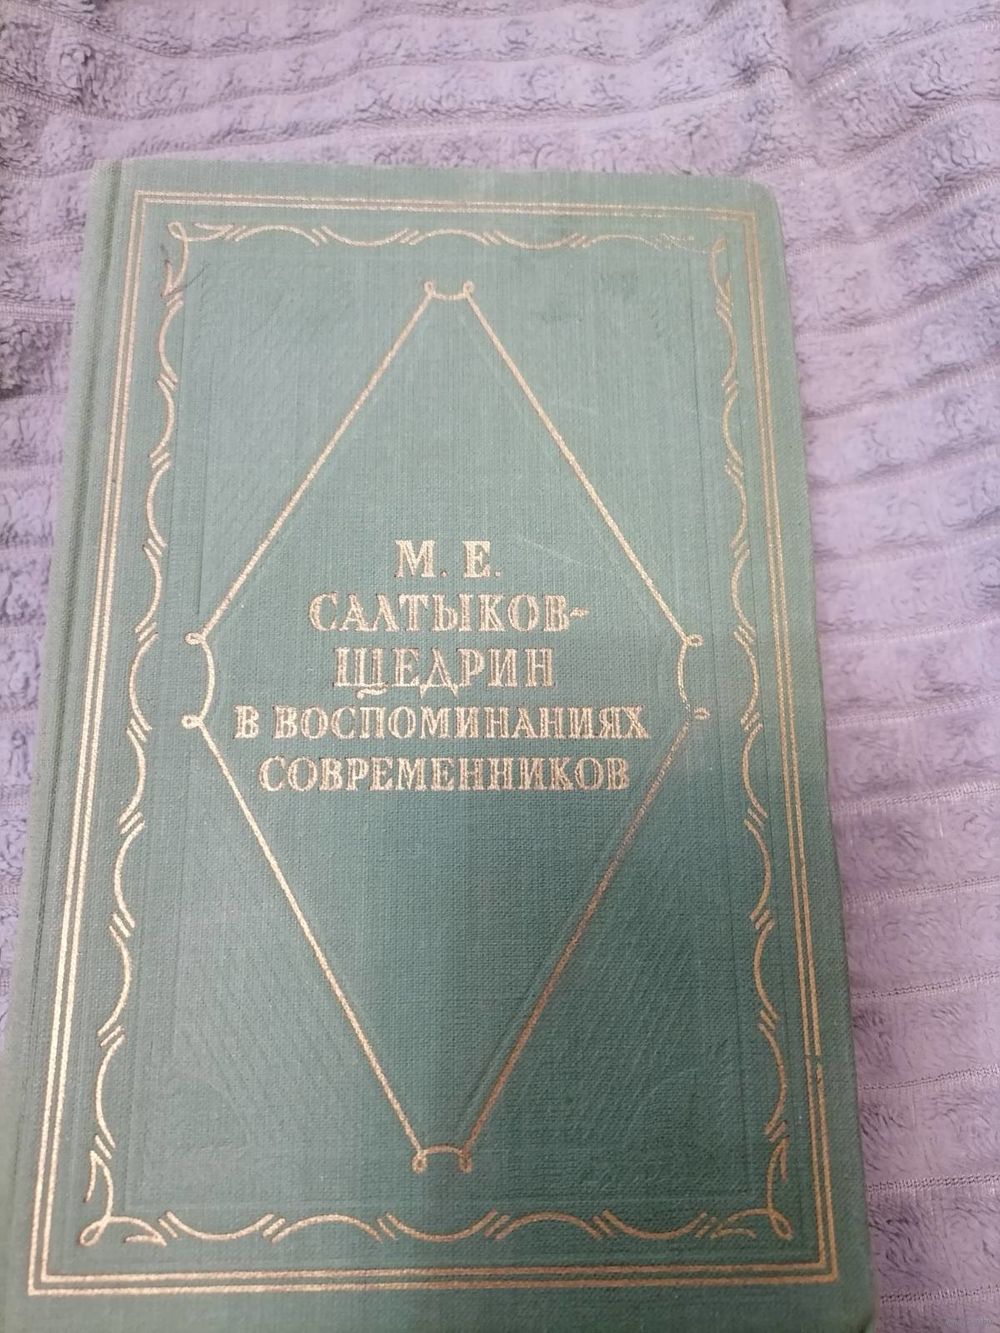 М. Е.
САЛТЫКОВ-
ЩЕДРИН
В ВОСПОМИНАНИЯХ
СОВРЕМЕННИКОВ